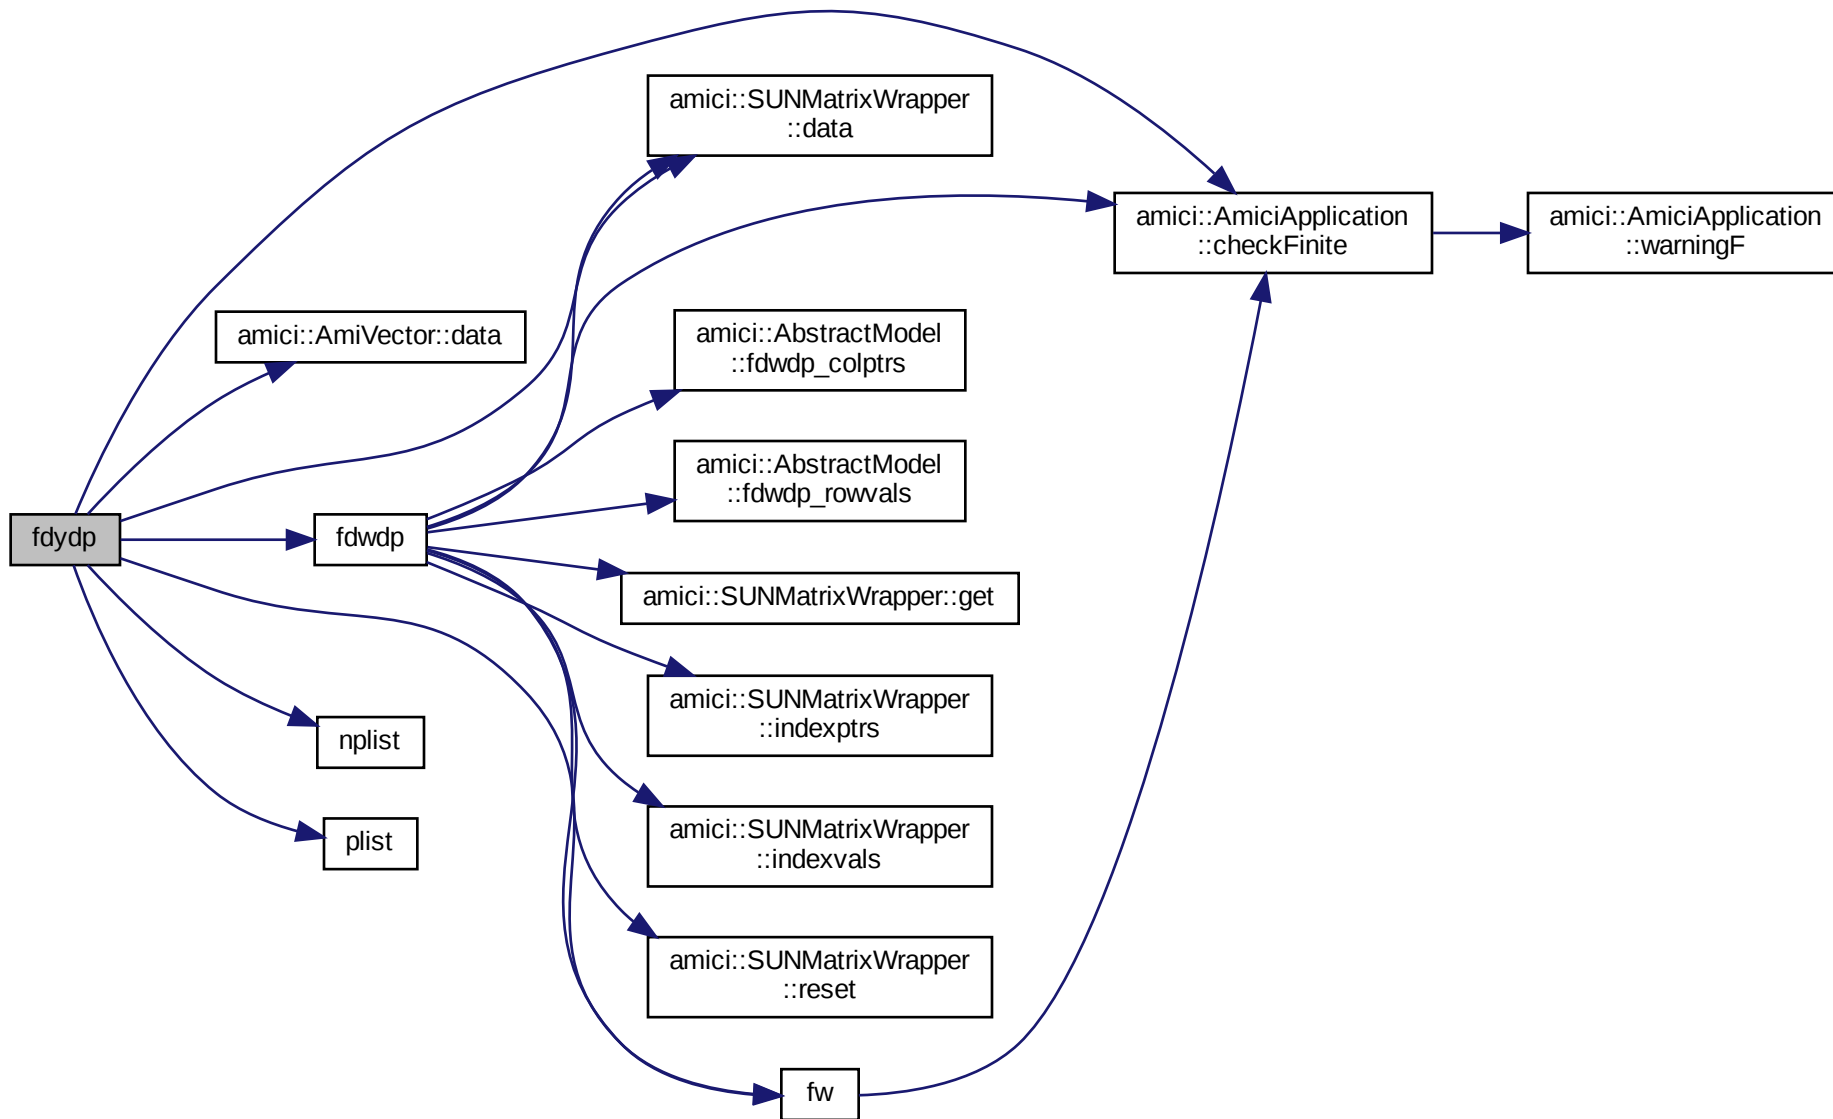 amici::SUNMatrixWrapper
::data
amici::AmiciApplication
::checkFinite
amici::AmiciApplication
::warningF
amici::AmiVector::data
amici::AbstractModel
::fdwdp_colptrs
amici::AbstractModel
::fdwdp_rowvals
fdydp
fdwdp
amici::SUNMatrixWrapper::get
amici::SUNMatrixWrapper
::indexptrs
nplist
amici::SUNMatrixWrapper
::indexvals
plist
amici::SUNMatrixWrapper
::reset
fw